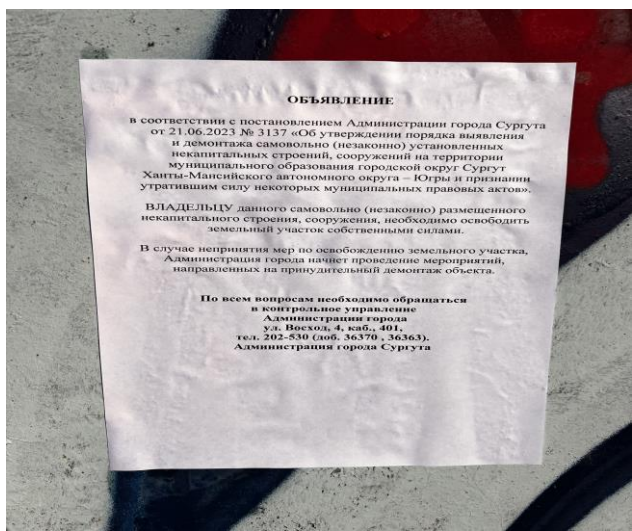 ОБЪЯВЛЕНИЕ
в соответствии с постановлением Администрации города Сургута
от 21.06.2023 № 3137 «Об утверждении порядка выявления
и демонтажа самовольно (незаконно) установленных
некапитальных строений, сооружений на территории
муниципального образования городской округ Сургут
Ханты-Мансийского автономного округа – Югры и признании
утратившим силу некоторых муниципальных правовых актов».
ВЛАДЕЛЬЦУ данного самовольно (незаконно) размещенного
некапитального строения, сооружения, необходимо освободить
земельный участок собственными силами.
В случае непринятия мер по освобождению земельного участка,
Администрация города начнет проведение мероприятий,
направленных на принудительный демонтаж объекта.
По всем вопросам необходимо обращаться
в контрольное управление
Администрации города
ул. Восход, 4, каб., 401,
тел. 202-530 (доб. 36370 , 36363).
Администрация города Сургута